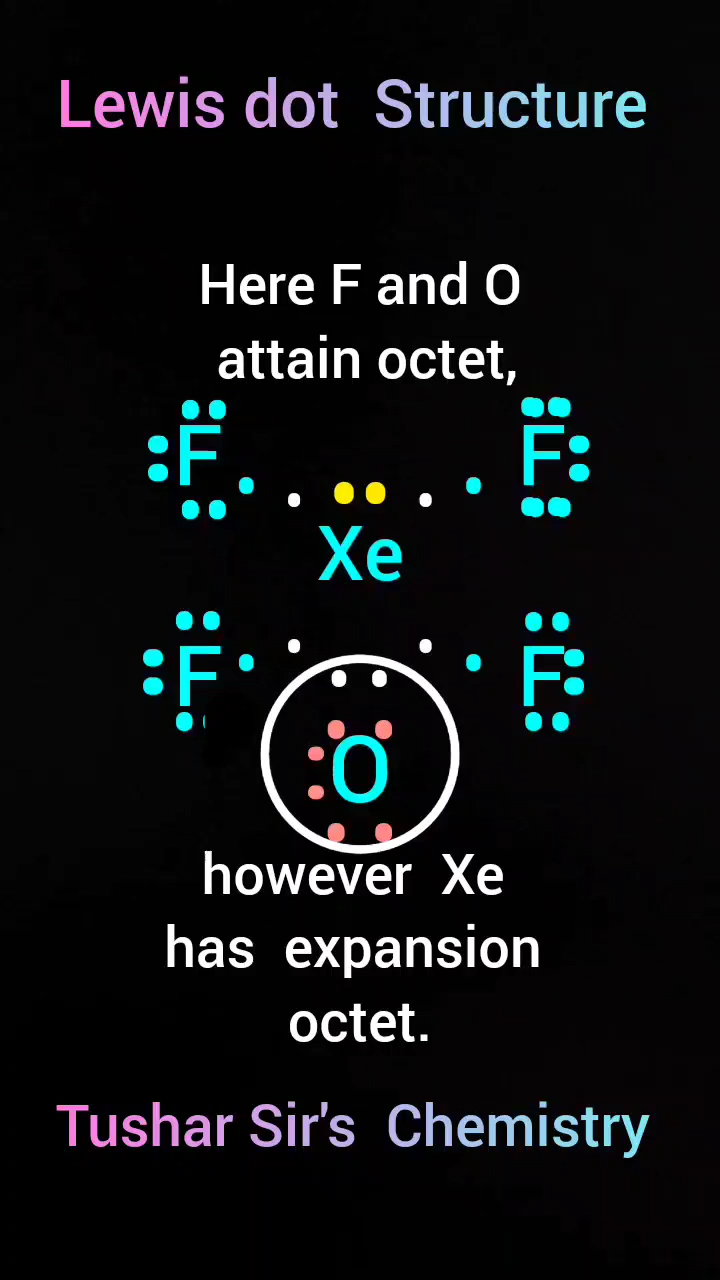 Lewis dot Structure
Here F and O
attain octet,
F F
Xe
F F
O
however Xe
has expansion
octet.
Tushar Sir's Chemistry